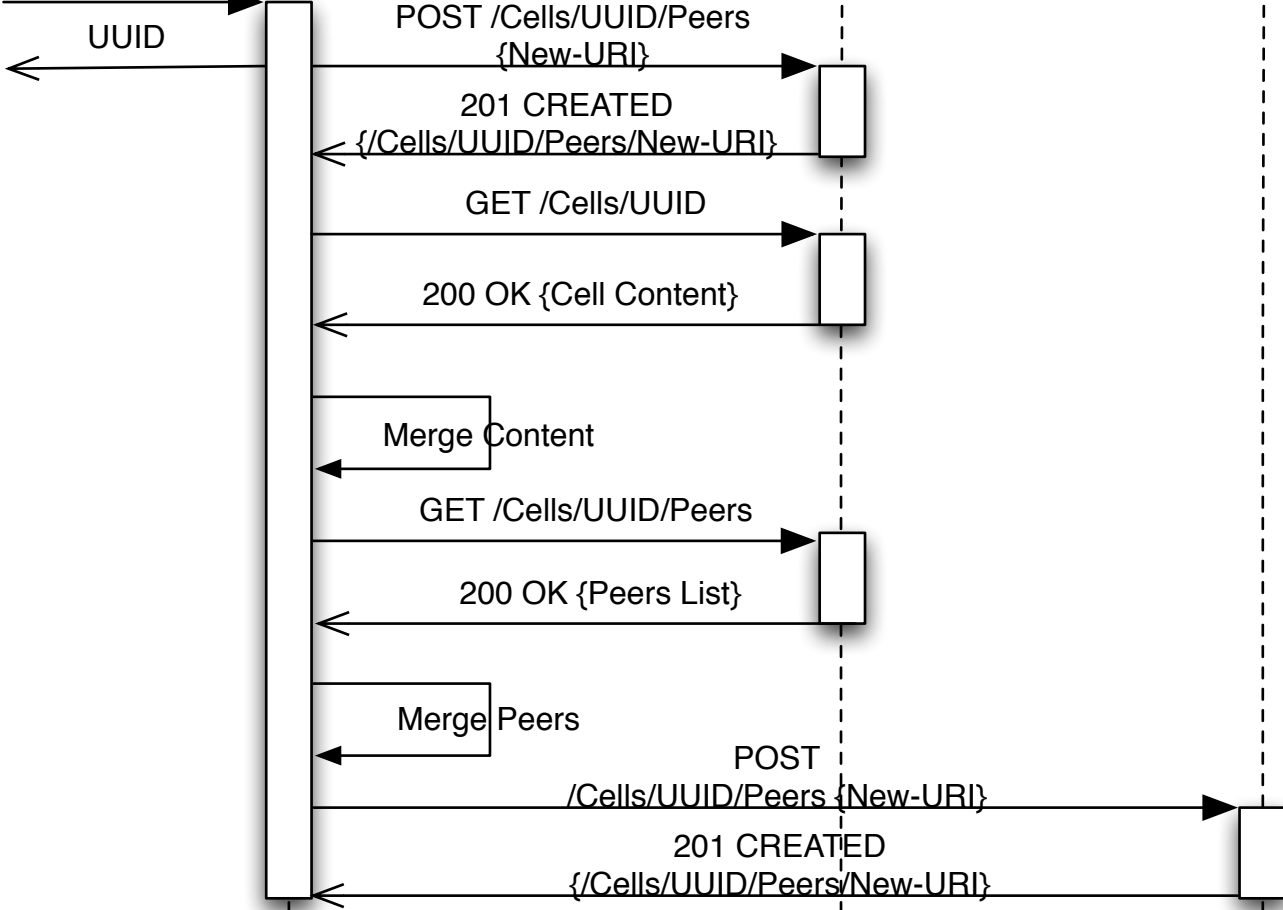 POST /Cells/UUID/Peers
{New-URI}
UUID
201 CREATED
{/Cells/UUID/Peers/New-URI}
GET /Cells/UUID
200 OK {Cell Content}
Merge Content
GET /Cells/UUID/Peers
200 OK {Peers List}
Merge Peers
POST
/Cells/UUID/Peers {New-URI}
201 CREATED
{/Cells/UUID/Peers/New-URI}